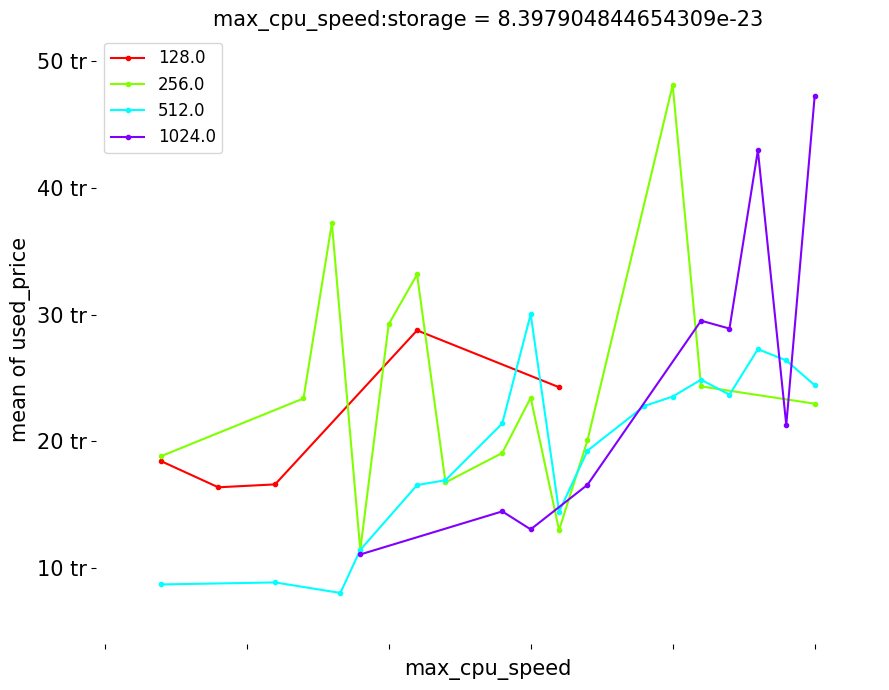 max_cpu_speed:storage = 8.397904844654309e-23
128.0
256.0
512.0
1024.0
50 tr
40 tr
30 tr
20 tr
10 tr
mean of used_price
max_cpu_speed